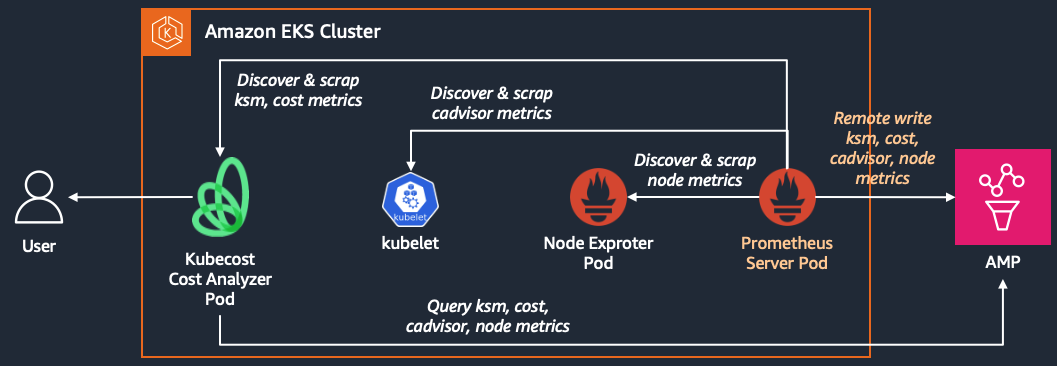 Amazon EKS Cluster
Discover & scrap
ksm, cost metrics
Discover & scrap
cadvisor metrics
Remote write
ksm, cost,
cadvisor, node
metrics
Discover & scrap
node metrics
User
Kubecost
Cost Analyzer
Pod
kubelet
kubelet
Node Exproter
Pod
Prometheus
Server Pod
AMP
Query ksm, cost,
cadvisor, node metrics